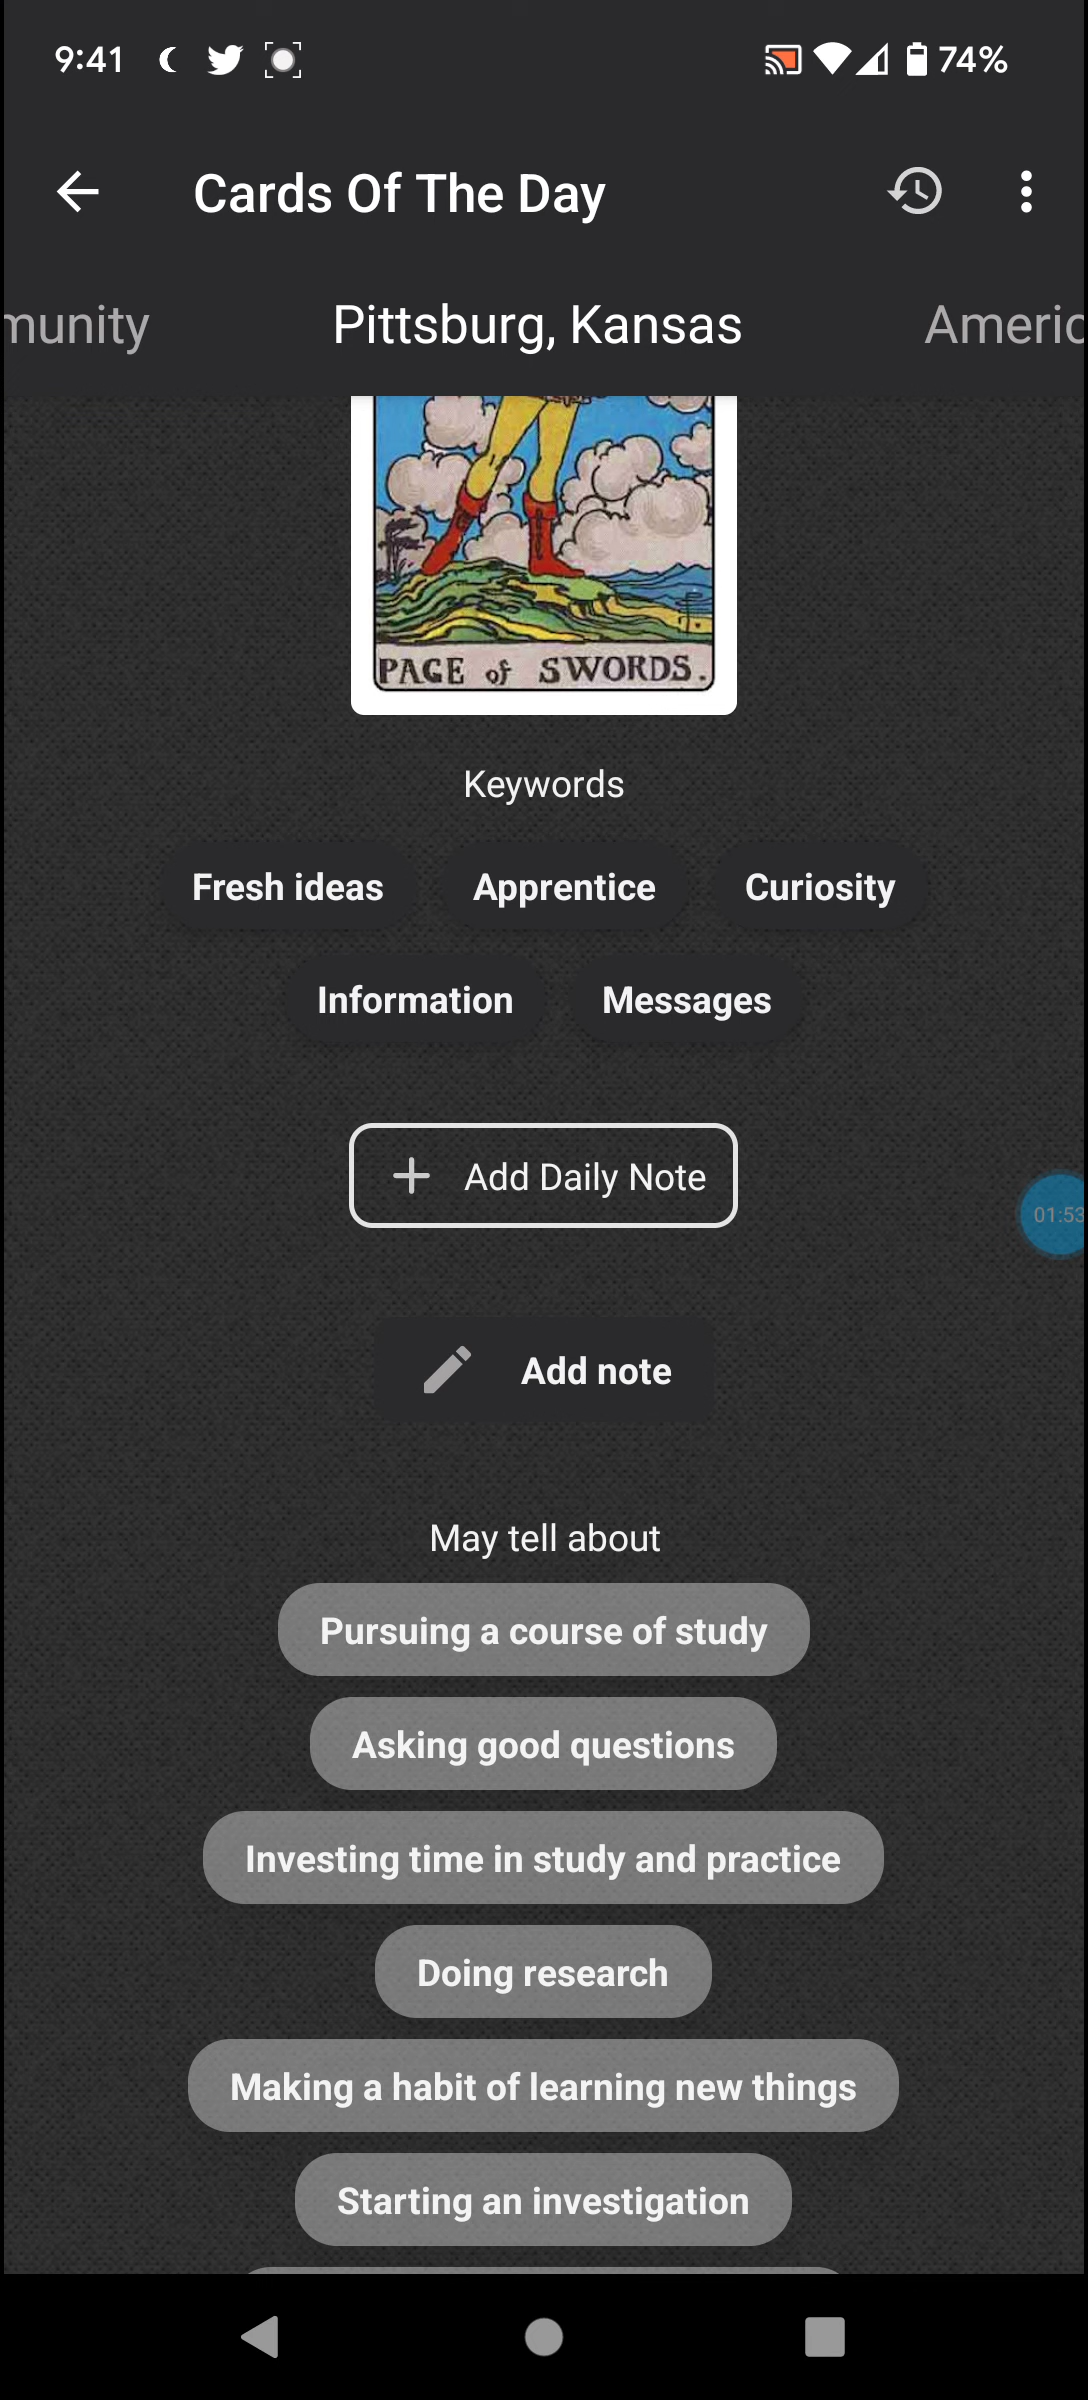 9:41
74%
Cards Of The Day
munity Pittsburg, Kansas Americ
PAGE of SWORDS.
Keywords
Fresh ideas Apprentice Curiosity
Information Messages
Add Daily Note
01:53
Add note
May tell about
Pursuing a course of study
Asking good questions
Investing time in study and practice
Doing research
Making a habit of learning new things
Starting an investigation